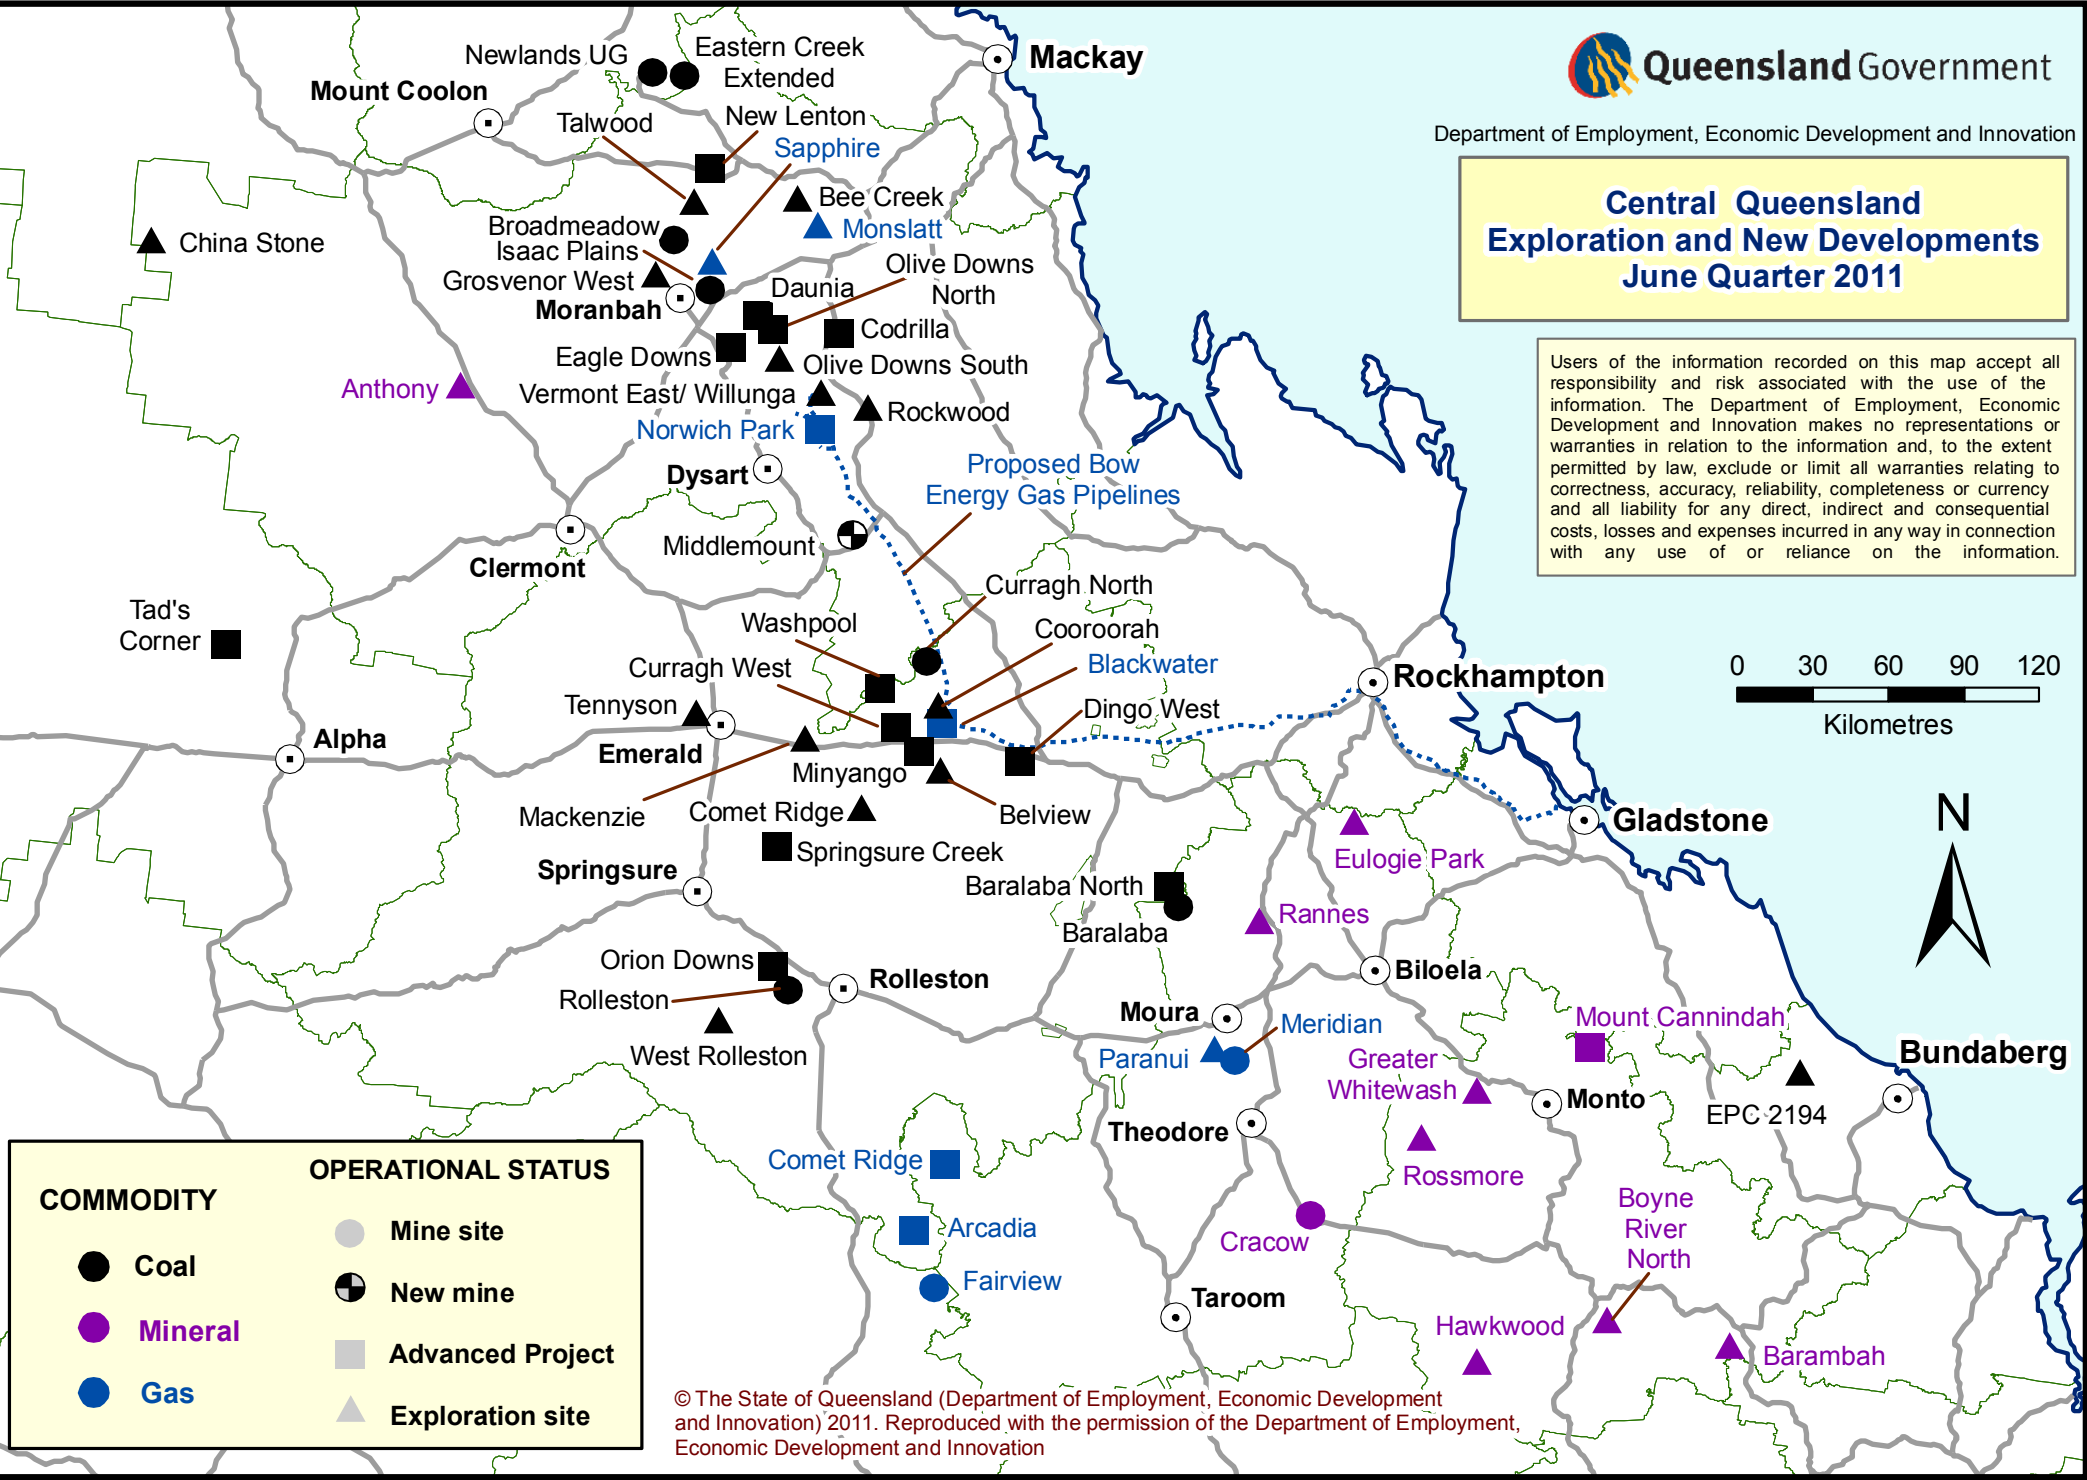 Newlands UG
Eastern Creek
Extended
Mackay
Mount Coolon
Talwood
New Lenton
Sapphire
Queensland Government
Department of Employment, Economic Development and Innovation
Central Queensland
Exploration and New Developments
June Quarter 2011
Users of the information recorded on this map accept all
responsibility and risk associated with the use of the
information. The Department of Employment, Economic
Development and Innovation makes no representations or
warranties in relation to the information and, to the extent
permitted by law, exclude or limit all warranties relating to
correctness, accuracy, reliability, completeness or currency
and all liability for any direct, indirect and consequential
costs, losses and expenses incurred in any way in connection
with any use of or reliance on the information.
China Stone
Broadmeadow
Isaac Plains
Grosvenor West
Moranbah
Bee Creek
Monslatt
Olive Downs
North
Daunia
Codrilla
Eagle Downs
Olive Downs South
Anthony
Vermont East/ Willunga
Rockwood
Norwich Park
Dysart
Proposed Bow
Energy Gas Pipelines
Middlemount
Clermont
Curragh North
Tad's
Corner
Washpool
Cooroorah
Curragh West
Blackwater
Rockhampton
0 30 60 90 120
Kilometres
Tennyson
Dingo West
Alpha
Emerald
Minyango
Mackenzie
Comet Ridge
Belview
Gladstone
N
Springsure Creek
Eulogie Park
Springsure
Baralaba North
Rannes
Baralaba
Orion Downs
Rolleston
Rolleston
Biloela
West Rolleston
Moura
Meridian
Paranui
Mount Cannindah
Greater
Whitewash
Monto
Bundaberg
EPC 2194
Theodore
Rossmore
Comet Ridge
Arcadia
Fairview
Cracow
Boyne
River
North
Taroom
Hawkwood
Barambah
COMMODITY
Coal
Mineral
Gas
OPERATIONAL STATUS
Mine site
New mine
Advanced Project
Exploration site
© The State of Queensland (Department of Employment, Economic Development
and Innovation) 2011. Reproduced with the permission of the Department of Employment,
Economic Development and Innovation